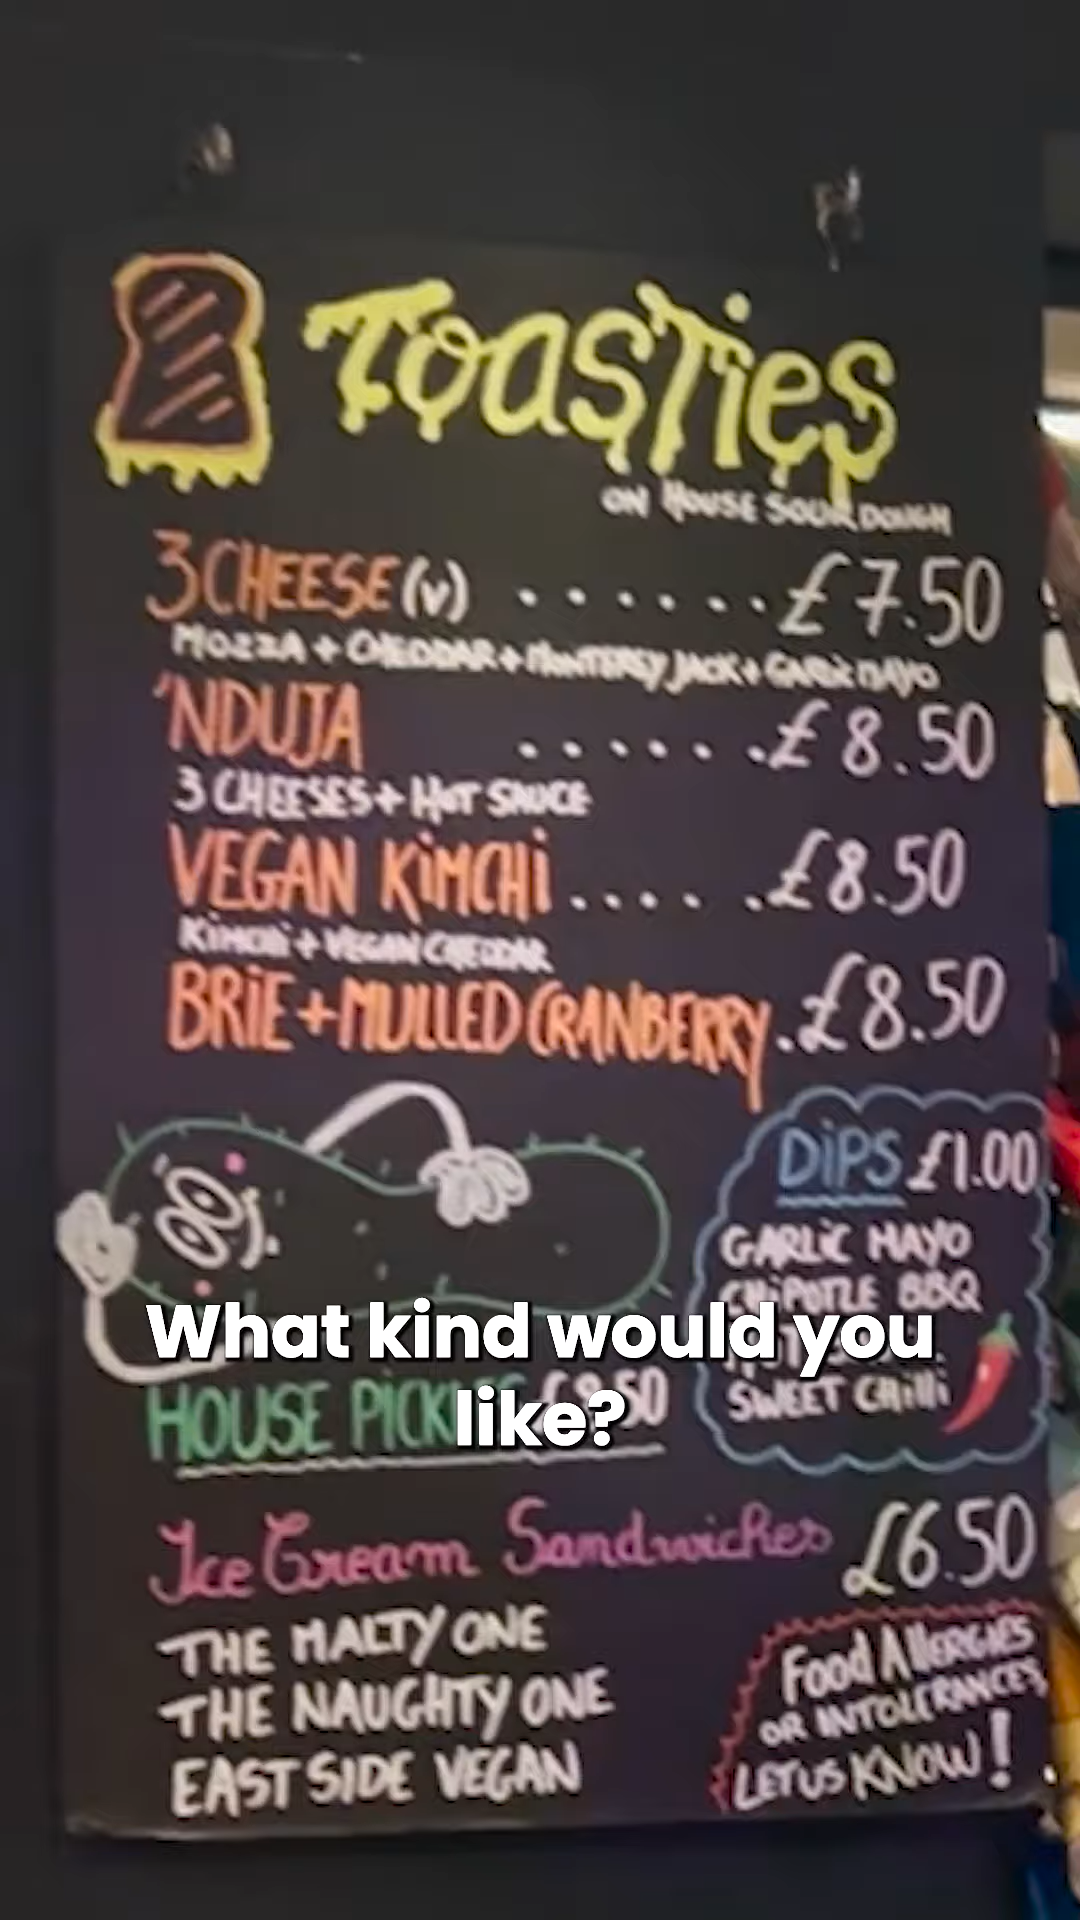 Toasties
ON HOUSE SOURDOUGH
3 CHEESE (v) . . . . . . . £7.50
MOZZA + CHEDDAR + MONTEREY JACK + GARLIC MAYO
'NDUJA . . . . . . . £8.50
3 CHEESES + HOT SAUCE
VEGAN KIMCHI . . . . . £8.50
KIMCHI + VEGAN CHEDDAR
BRIE + MULLED CRANBERRY . £8.50
DIPS £1.00
GARLIC MAYO
CHIPOTLE BBQ
SWEET CHILLI
What kind would you
like?
HOUSE
Ice Cream Sandwiches £6.50
THE MALTY ONE
THE NAUGHTY ONE
EAST SIDE VEGAN
Food Allergies
OR INTOLERANCES
LET US KNOW!